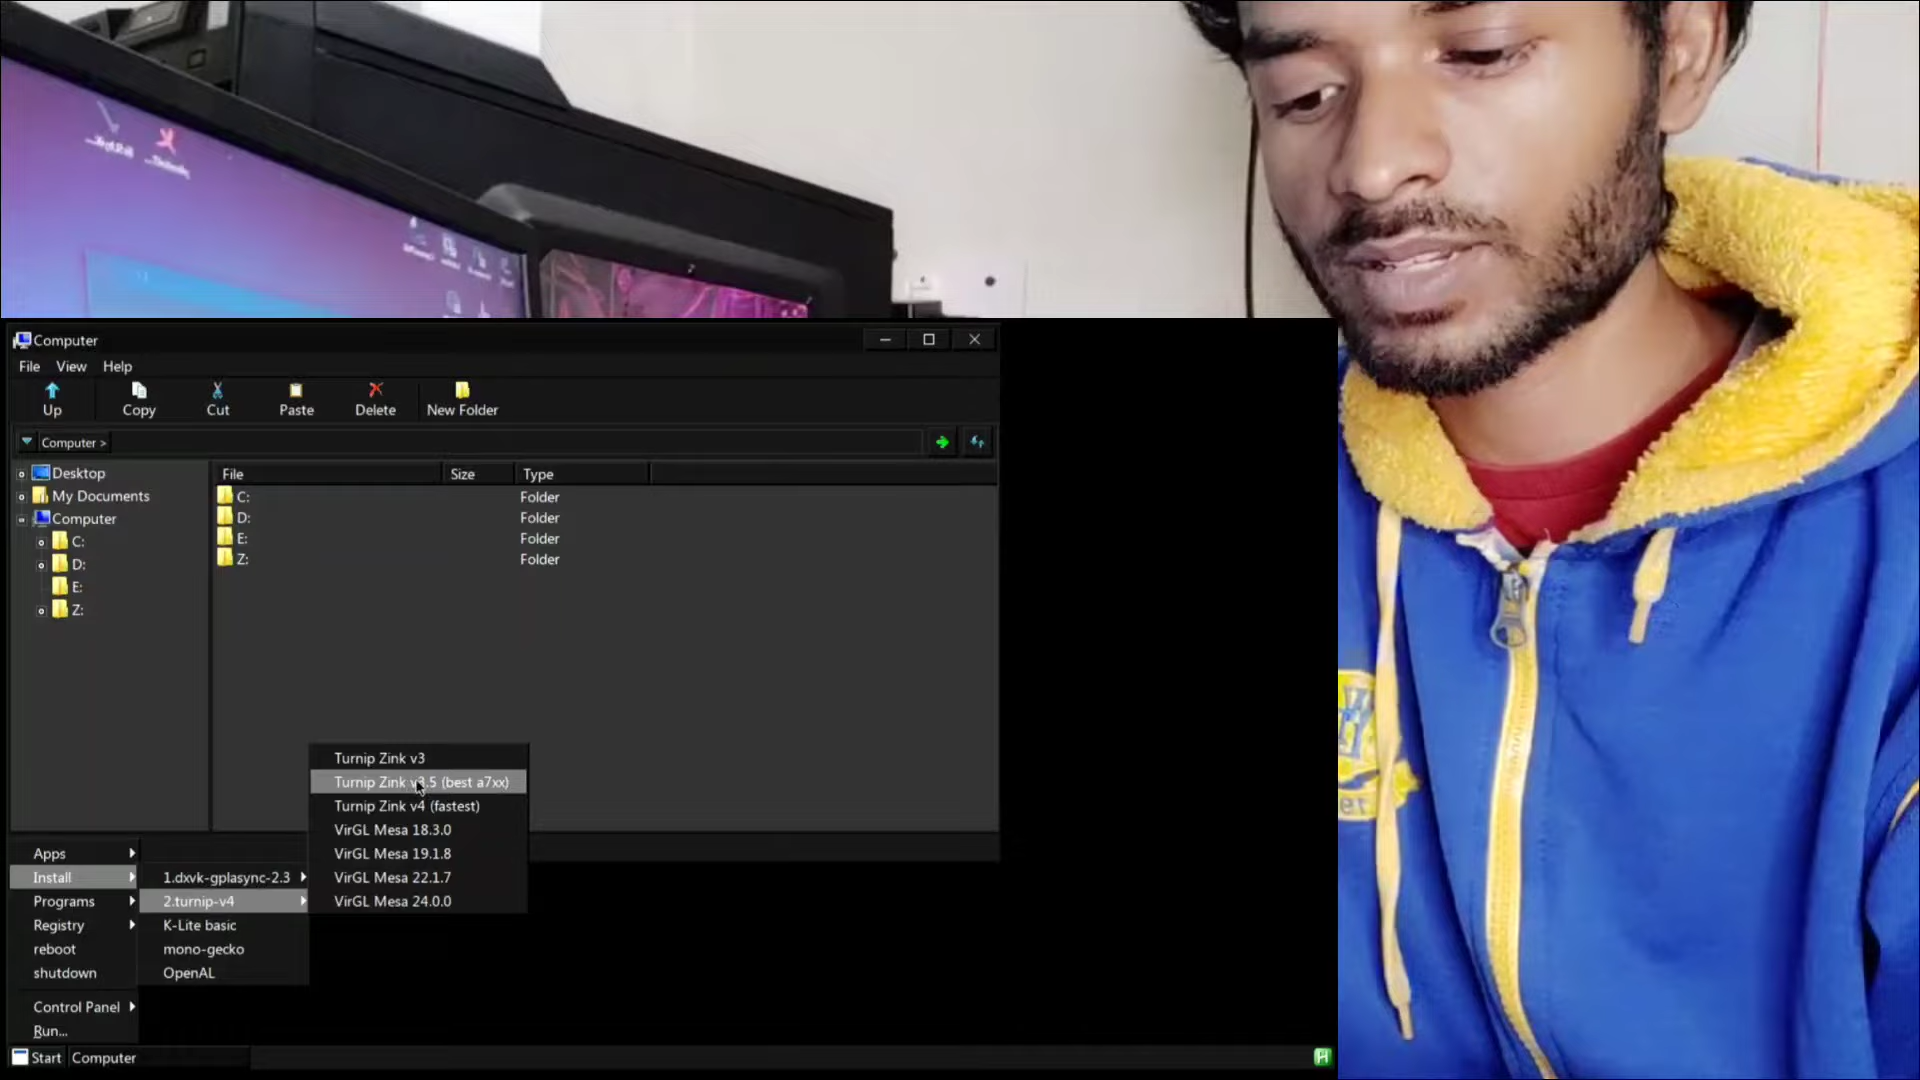 Computer
File View Help
Up Copy Cut Paste Delete New Folder
Computer >
Desktop
My Documents
Computer
C:
D:
E:
Z:
File Size Type
C: Folder
D: Folder
E: Folder
Z: Folder
Turnip Zink v3
Turnip Zink v3.5 (best a7xx)
Turnip Zink v4 (fastest)
VirGL Mesa 18.3.0
VirGL Mesa 19.1.8
VirGL Mesa 22.1.7
VirGL Mesa 24.0.0
Apps
Install
Programs
Registry
reboot
shutdown
Control Panel
Run...
1.dxvk-gplasync-2.3
2.turnip-v4
K-Lite basic
mono-gecko
OpenAL
Start Computer